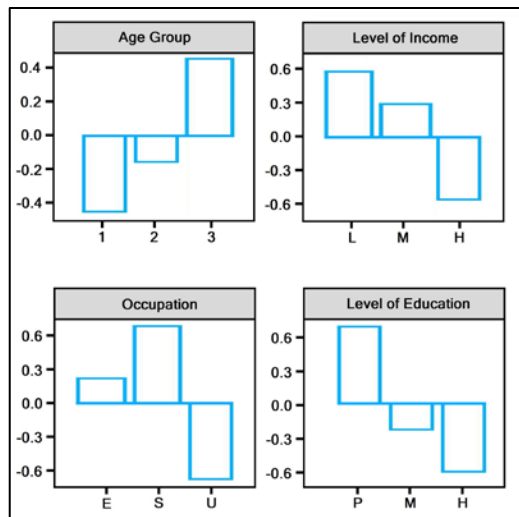 Age Group
0.4
0.2
0.0
-0.2
-0.4
1 2 3
Level of Income
0.6
0.3
0.0
-0.3
-0.6
L M H
Occupation
0.6
0.3
0.0
-0.3
-0.6
E S U
Level of Education
0.6
0.3
0.0
-0.3
-0.6
P M H